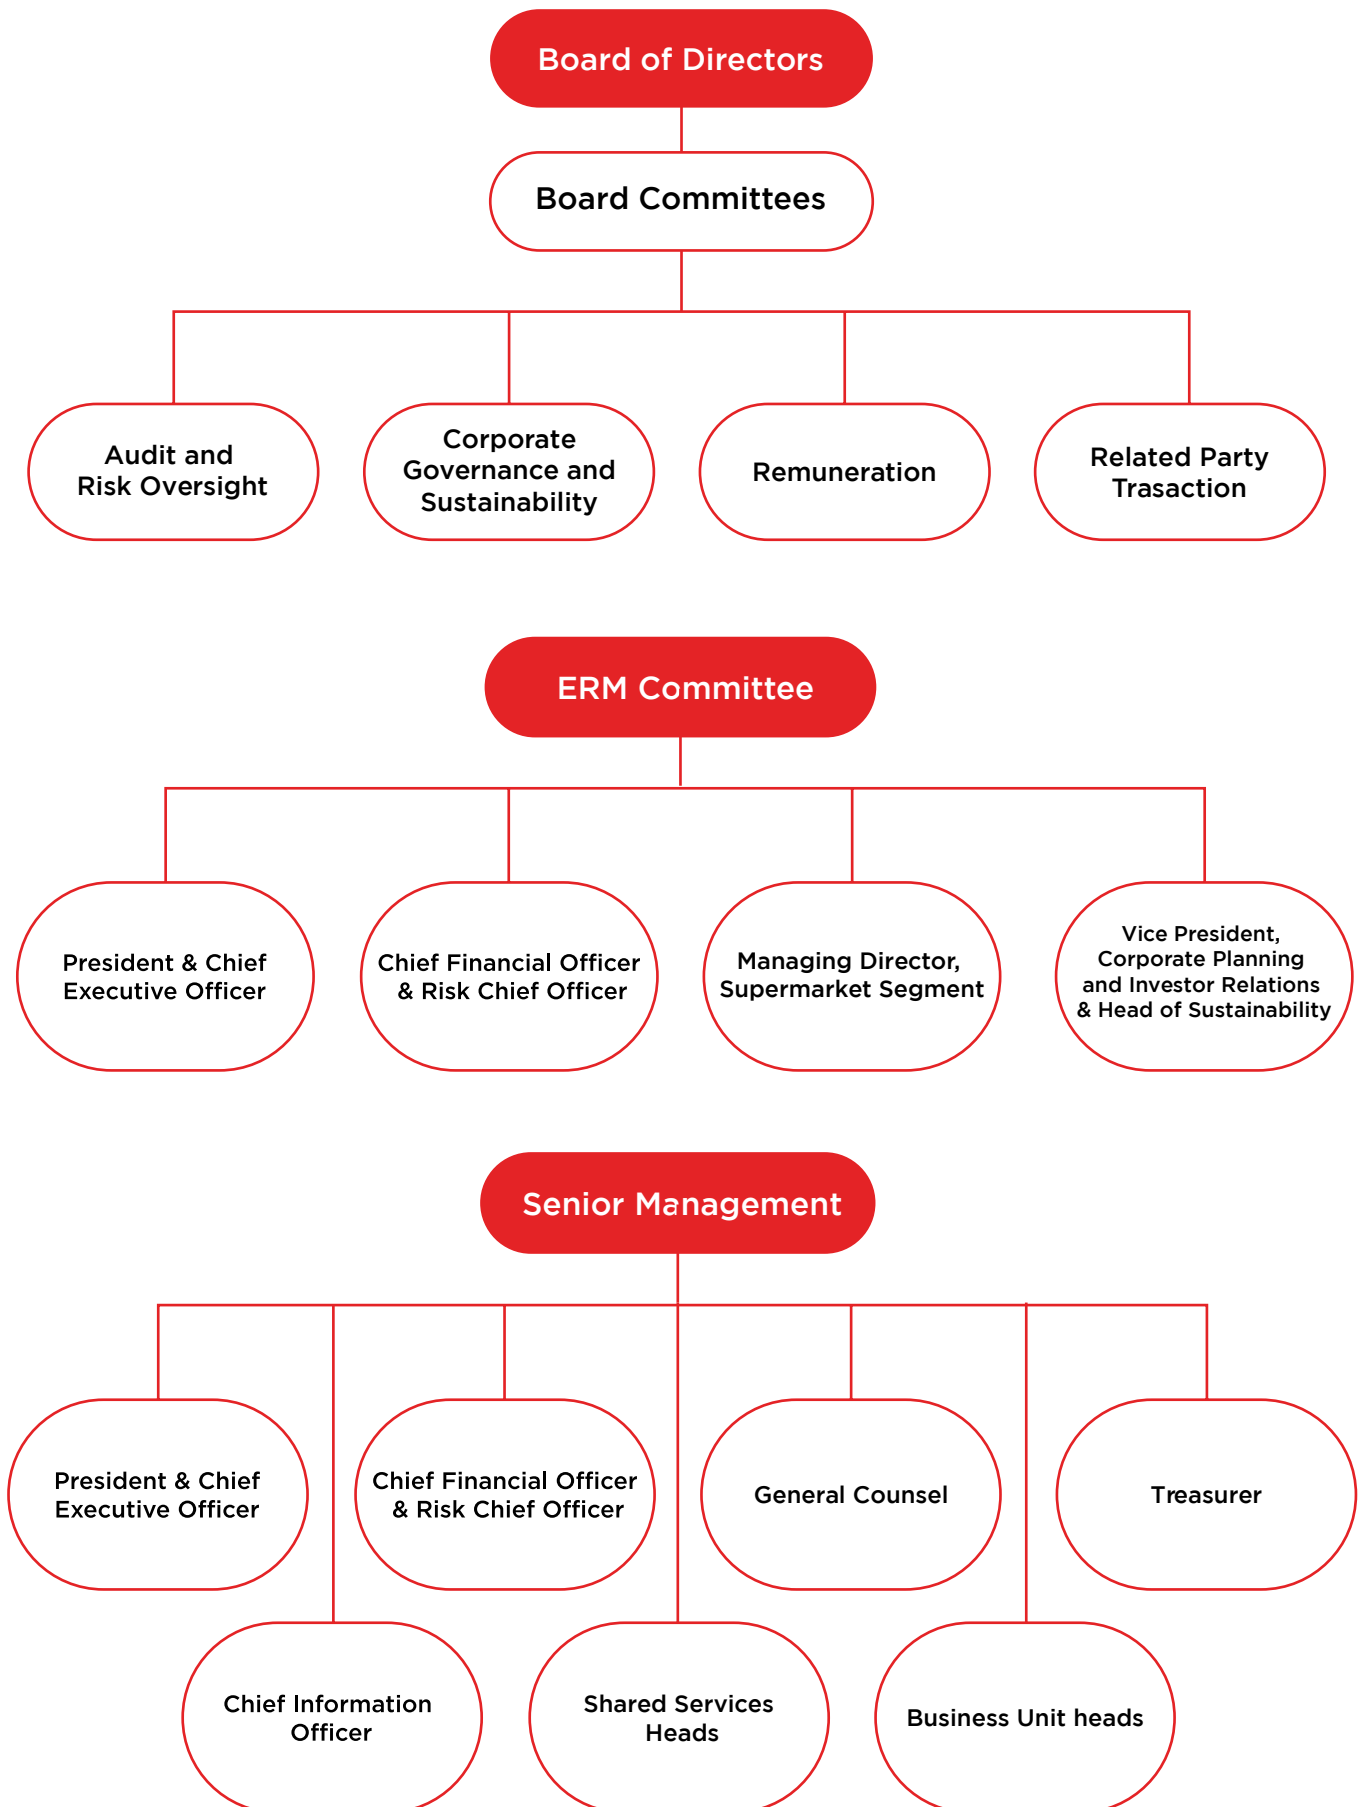 Board of Directors
Board Committees
Audit and
Risk Oversight
Corporate
Governance and
Sustainability
Remuneration
Related Party
Trasaction
ERM Committee
President & Chief
Executive Officer
Chief Financial Officer
& Risk Chief Officer
Managing Director,
Supermarket Segment
Vice President,
Corporate Planning
and Investor Relations
& Head of Sustainability
Senior Management
President & Chief
Executive Officer
Chief Financial Officer
& Risk Chief Officer
General Counsel
Treasurer
Chief Information
Officer
Shared Services
Heads
Business Unit heads